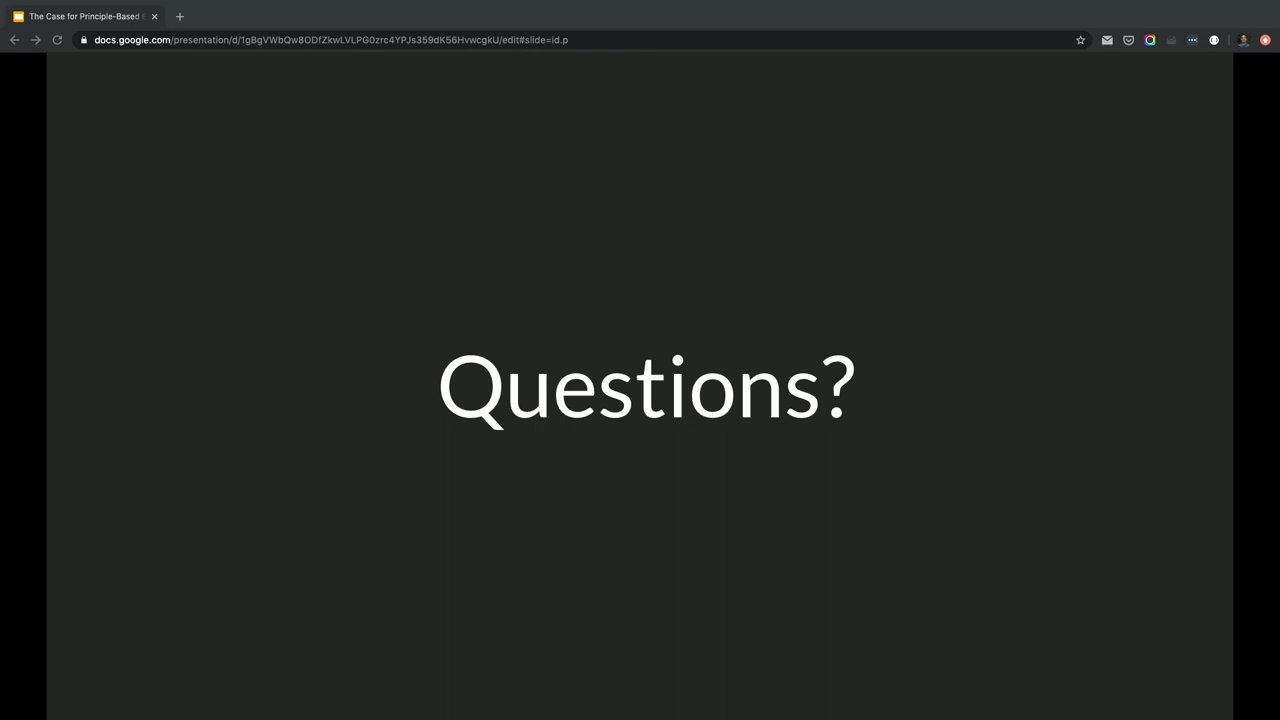 The Case for Principle-Based
docs.google.com/presentation/d/1gBgVWbQw8ODfZkwLVLPG0zrc4YPJs359dK56HvwcgkU/edit#slide=id.p
Questions?